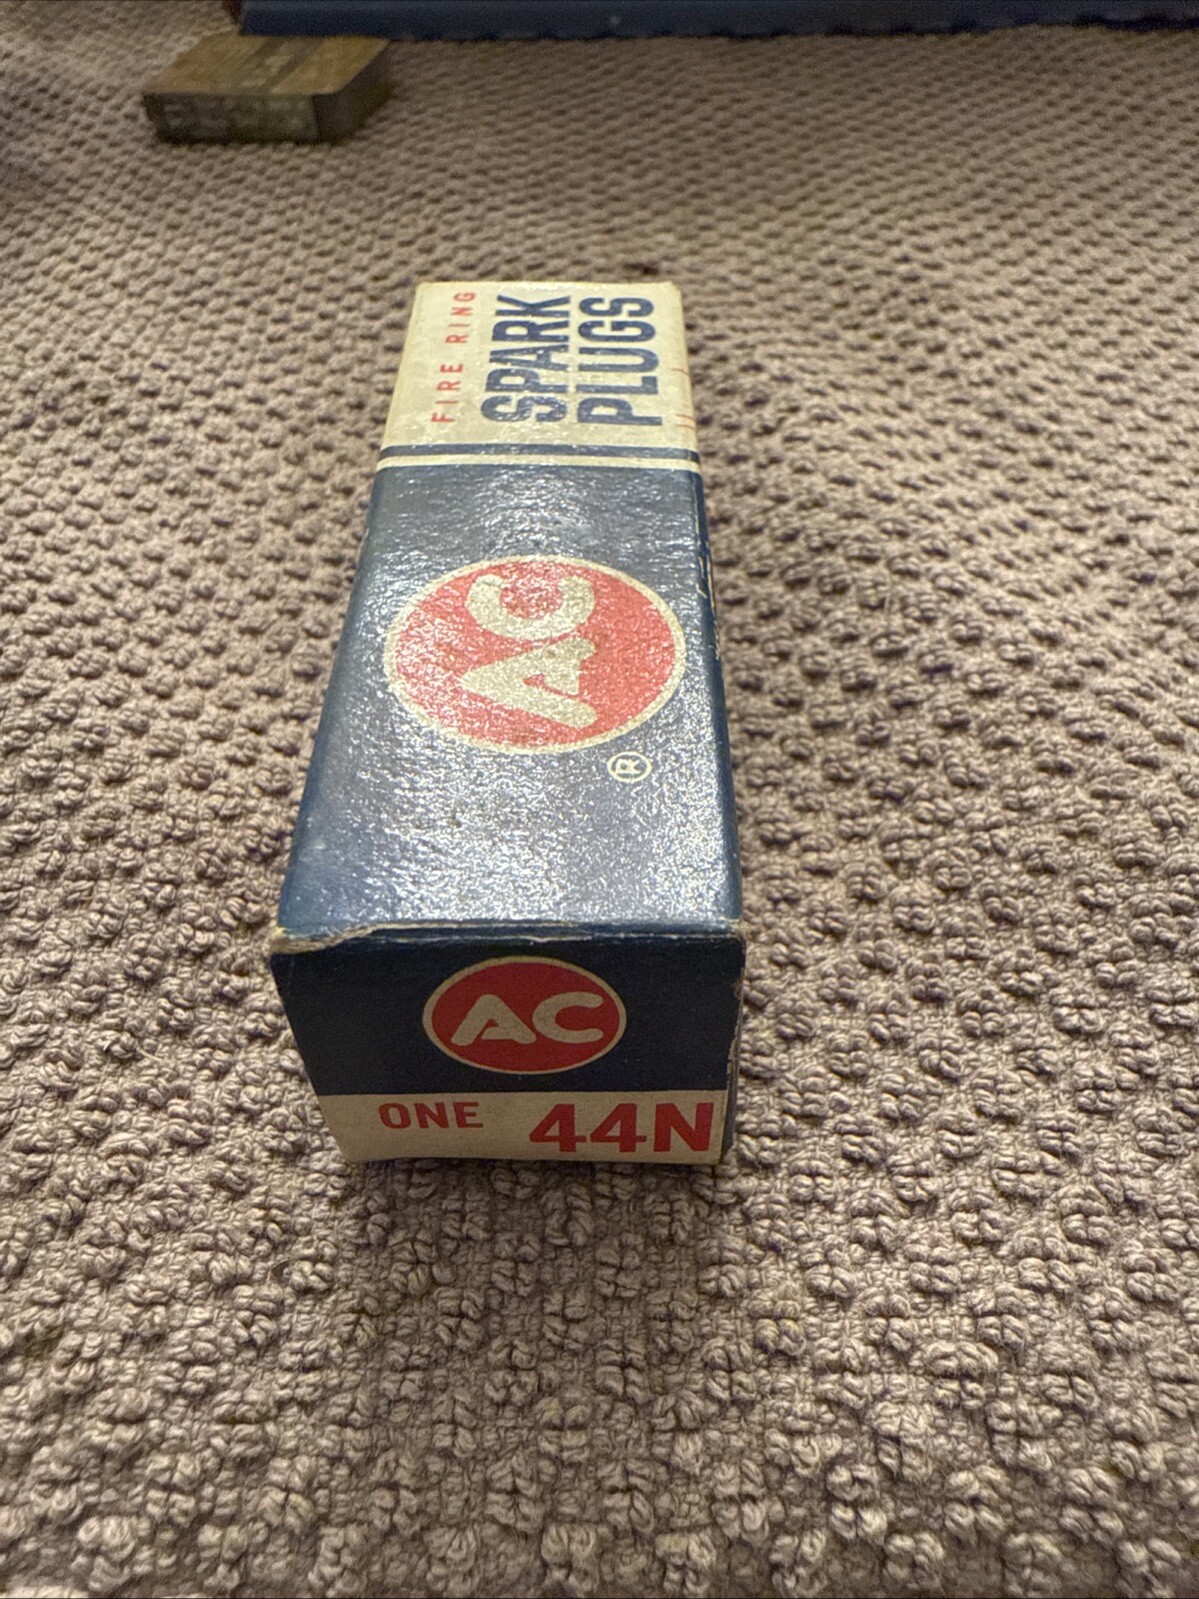 FIRE RING
SPARK
PLUGS
AC
®
AC
ONE 44N